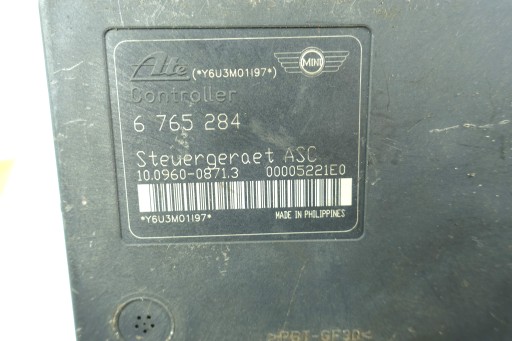 Ate (*Y6U3M01I97*) MINI
Controller
6 765 284
Steuergeraet ASC
10.0960-0871.3 00005221E0
*Y6U3M01I97* MADE IN PHILIPPINES